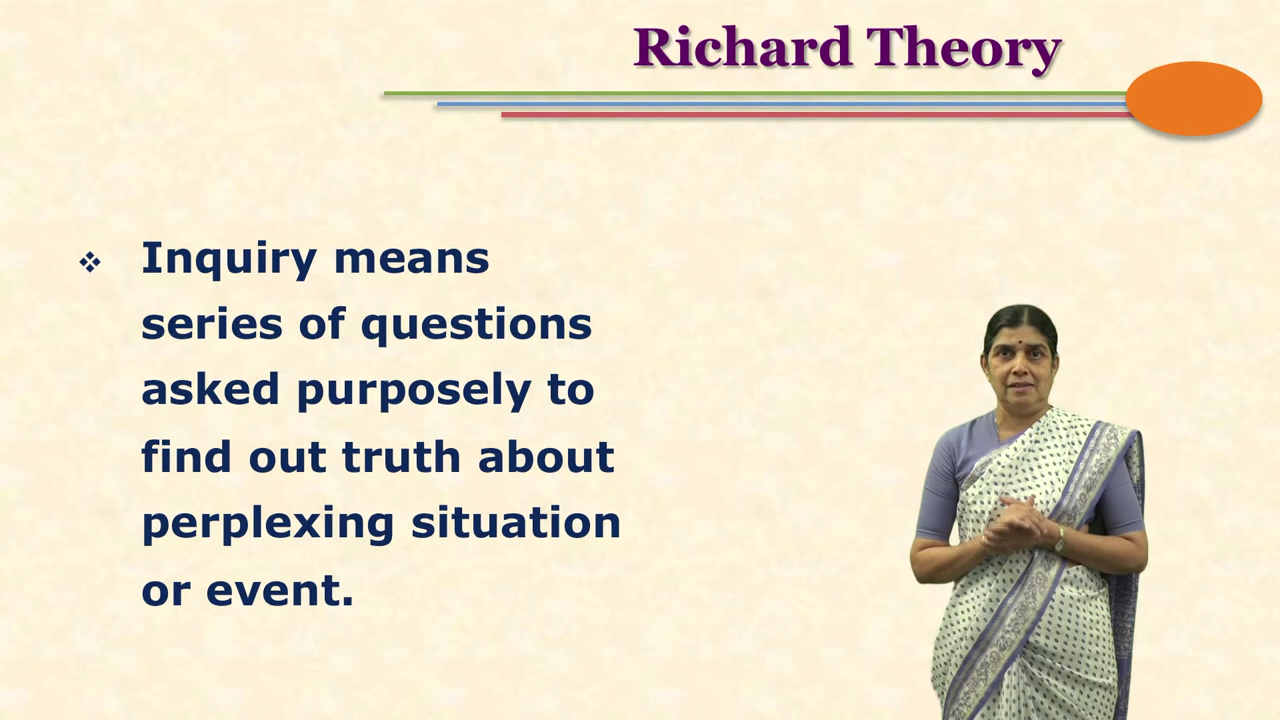 Richard Theory
❖ Inquiry means
series of questions
asked purposely to
find out truth about
perplexing situation
or event.